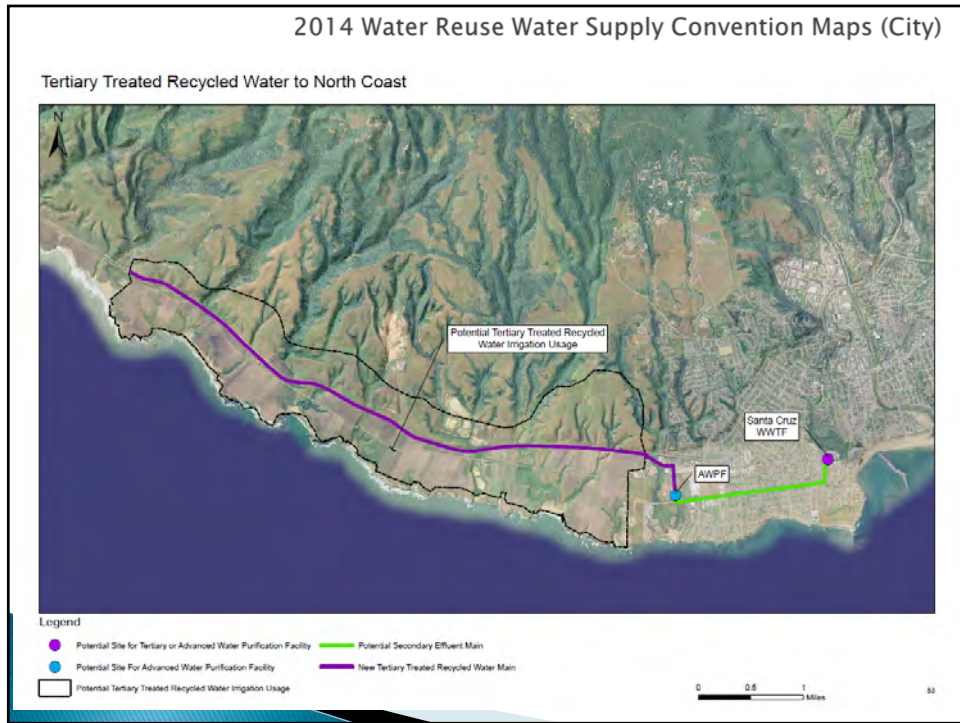 2014 Water Reuse Water Supply Convention Maps (City)
Tertiary Treated Recycled Water to North Coast
N
Potential Tertiary Treated Recycled
Water Irrigation Usage
Santa Cruz
WWTF
AWPF
Legend
Potential Site for Tertiary or Advanced Water Purification Facility
Potential Secondary Effluent Main
Potential Site For Advanced Water Purification Facility
New Tertiary Treated Recycled Water Main
Potential Tertiary Treated Recycled Water Irrigation Usage
0 0.5 1
Miles
53